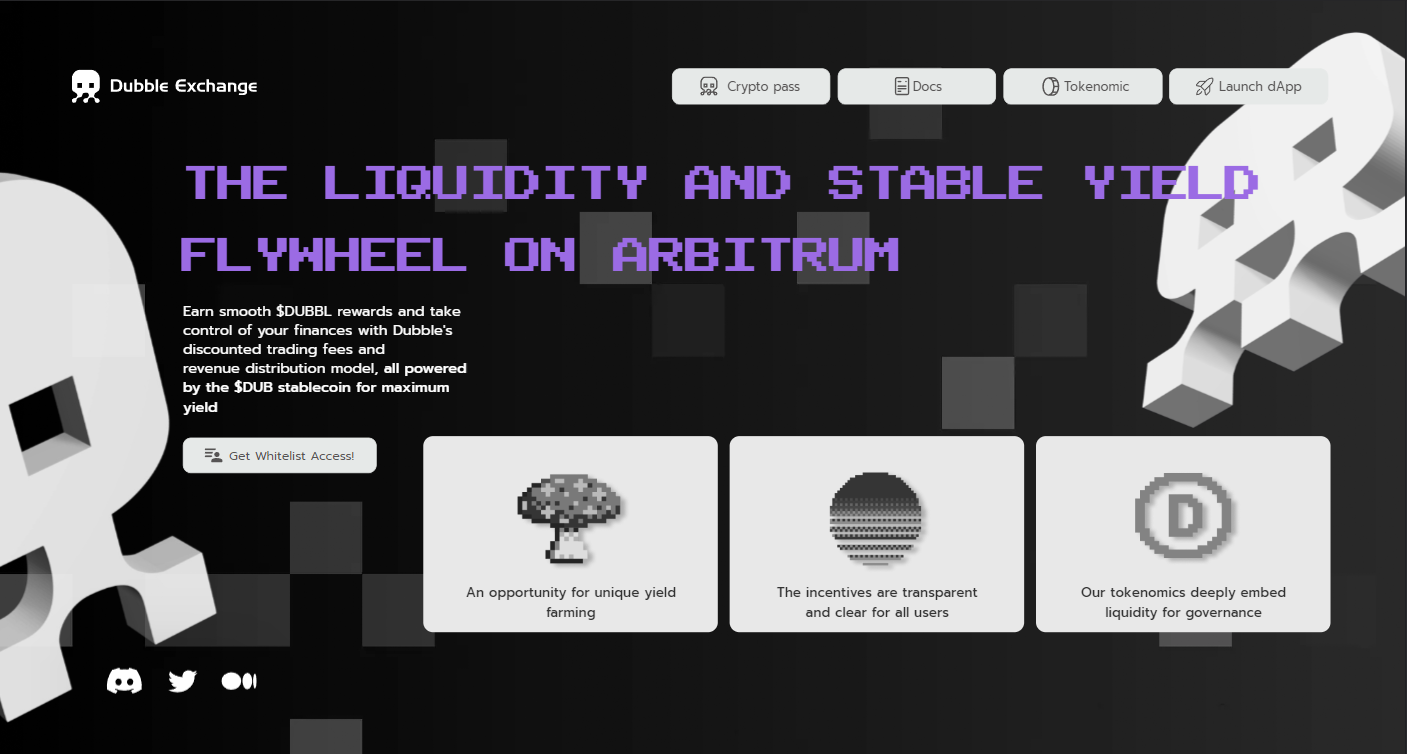 Dubble Exchange
Crypto pass
Docs
Tokenomic
Launch dApp
THE LIQUIDITY AND STABLE YIELD
FLYWHEEL ON ARBITRUM
Earn smooth $DUBBL rewards and take
control of your finances with Dubble's
discounted trading fees and
revenue distribution model, all powered
by the $DUB stablecoin for maximum
yield
Get Whitelist Access!
An opportunity for unique yield
farming
The incentives are transparent
and clear for all users
D
Our tokenomics deeply embed
liquidity for governance